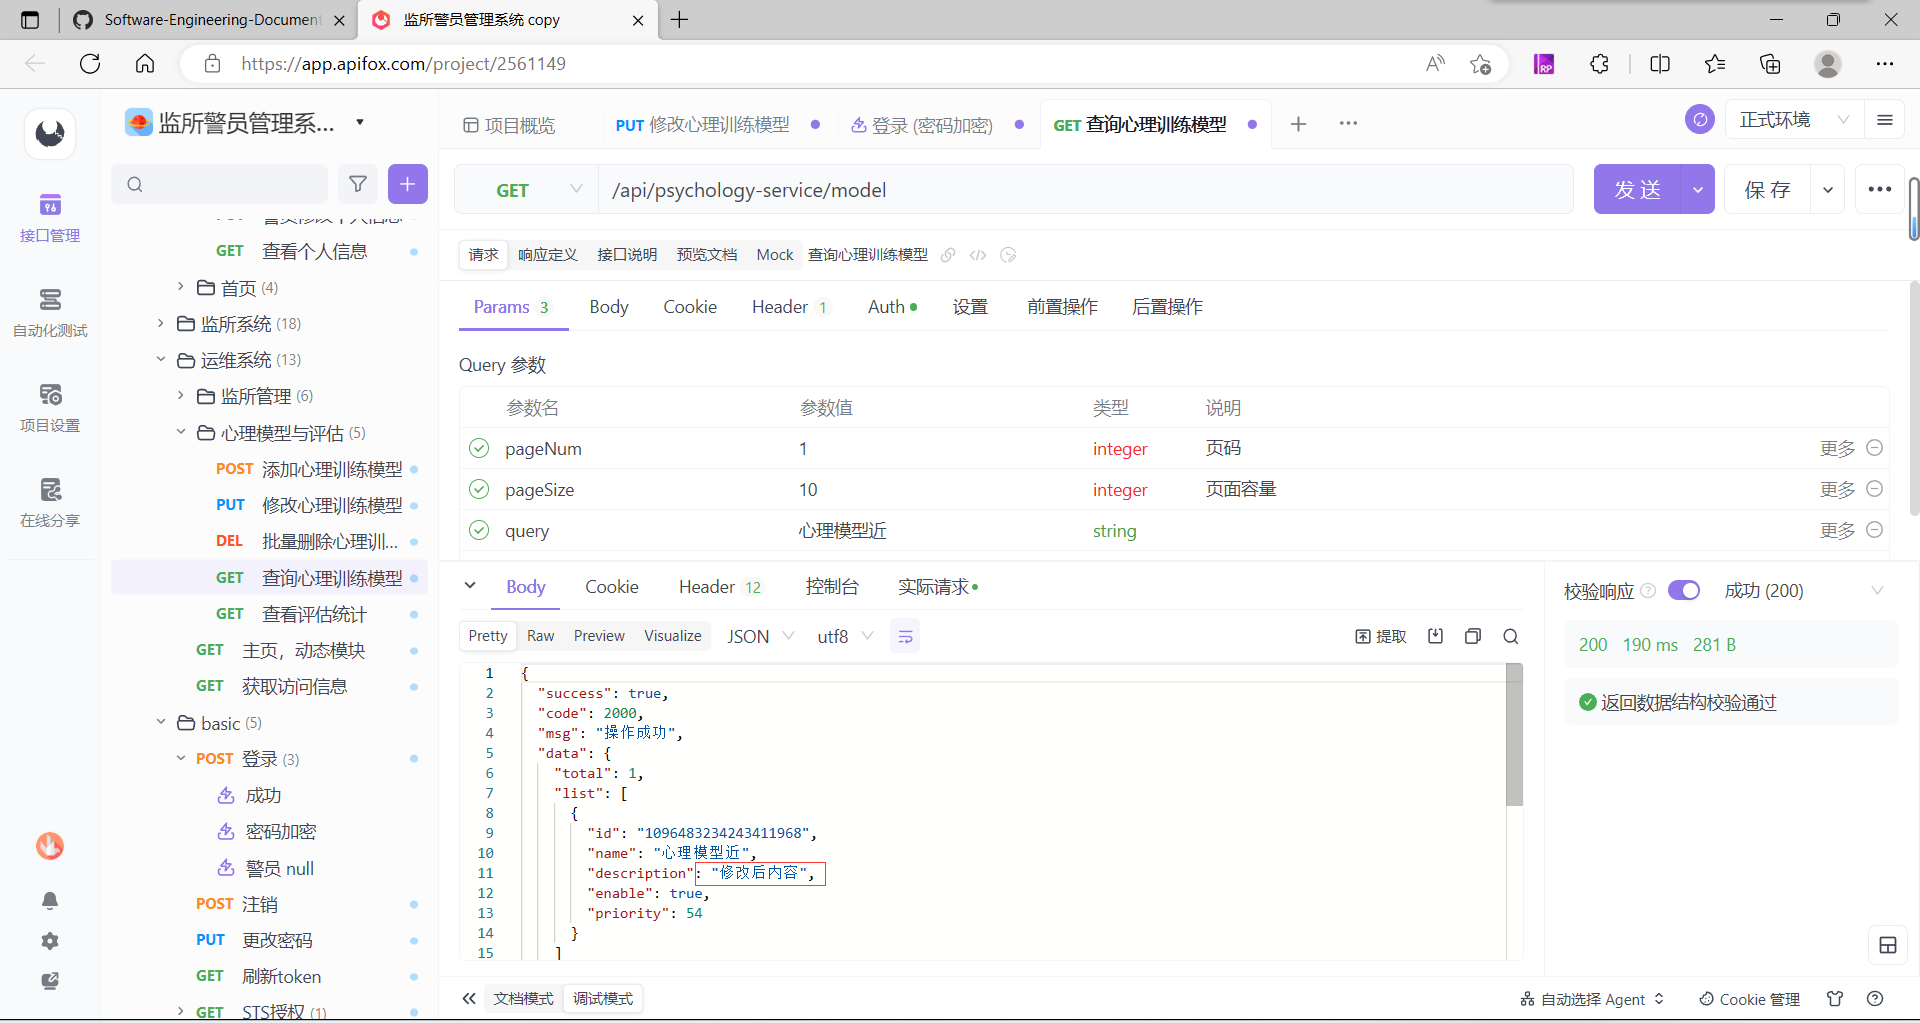 Software-Engineering-Document
监所警员管理系统 copy
https://app.apifox.com/project/2561149
监所警员管理系...
项目概览
PUT 修改心理训练模型
登录 (密码加密)
GET 查询心理训练模型
正式环境
接口管理
自动化测试
项目设置
在线分享
GET 查看个人信息
首页 (4)
监所系统 (18)
运维系统 (13)
监所管理 (6)
心理模型与评估 (5)
POST 添加心理训练模型
PUT 修改心理训练模型
DEL 批量删除心理训...
GET 查询心理训练模型
GET 查看评估统计
GET 主页，动态模块
GET 获取访问信息
basic (5)
POST 登录 (3)
成功
密码加密
警员 null
POST 注销
PUT 更改密码
GET 刷新token
GET STS授权 (1)
GET
/api/psychology-service/model
发 送
保 存
请求 响应定义 接口说明 预览文档 Mock 查询心理训练模型
Params 3 Body Cookie Header 1 Auth 设置 前置操作 后置操作
Query 参数
参数名 参数值 类型 说明
pageNum 1 integer 页码 更多
pageSize 10 integer 页面容量 更多
query 心理模型近 string 更多
Body Cookie Header 12 控制台 实际请求
Pretty Raw Preview Visualize JSON utf8 提取
1 {
2 "success": true,
3 "code": 2000,
4 "msg": "操作成功",
5 "data": {
6 "total": 1,
7 "list": [
8 {
9 "id": "1096483234243411968",
10 "name": "心理模型近",
11 "description": "修改后内容",
12 "enable": true,
13 "priority": 54
14 }
15 ]
校验响应 成功 (200)
200 190 ms 281 B
返回数据结构校验通过
文档模式 调试模式
自动选择 Agent
Cookie 管理